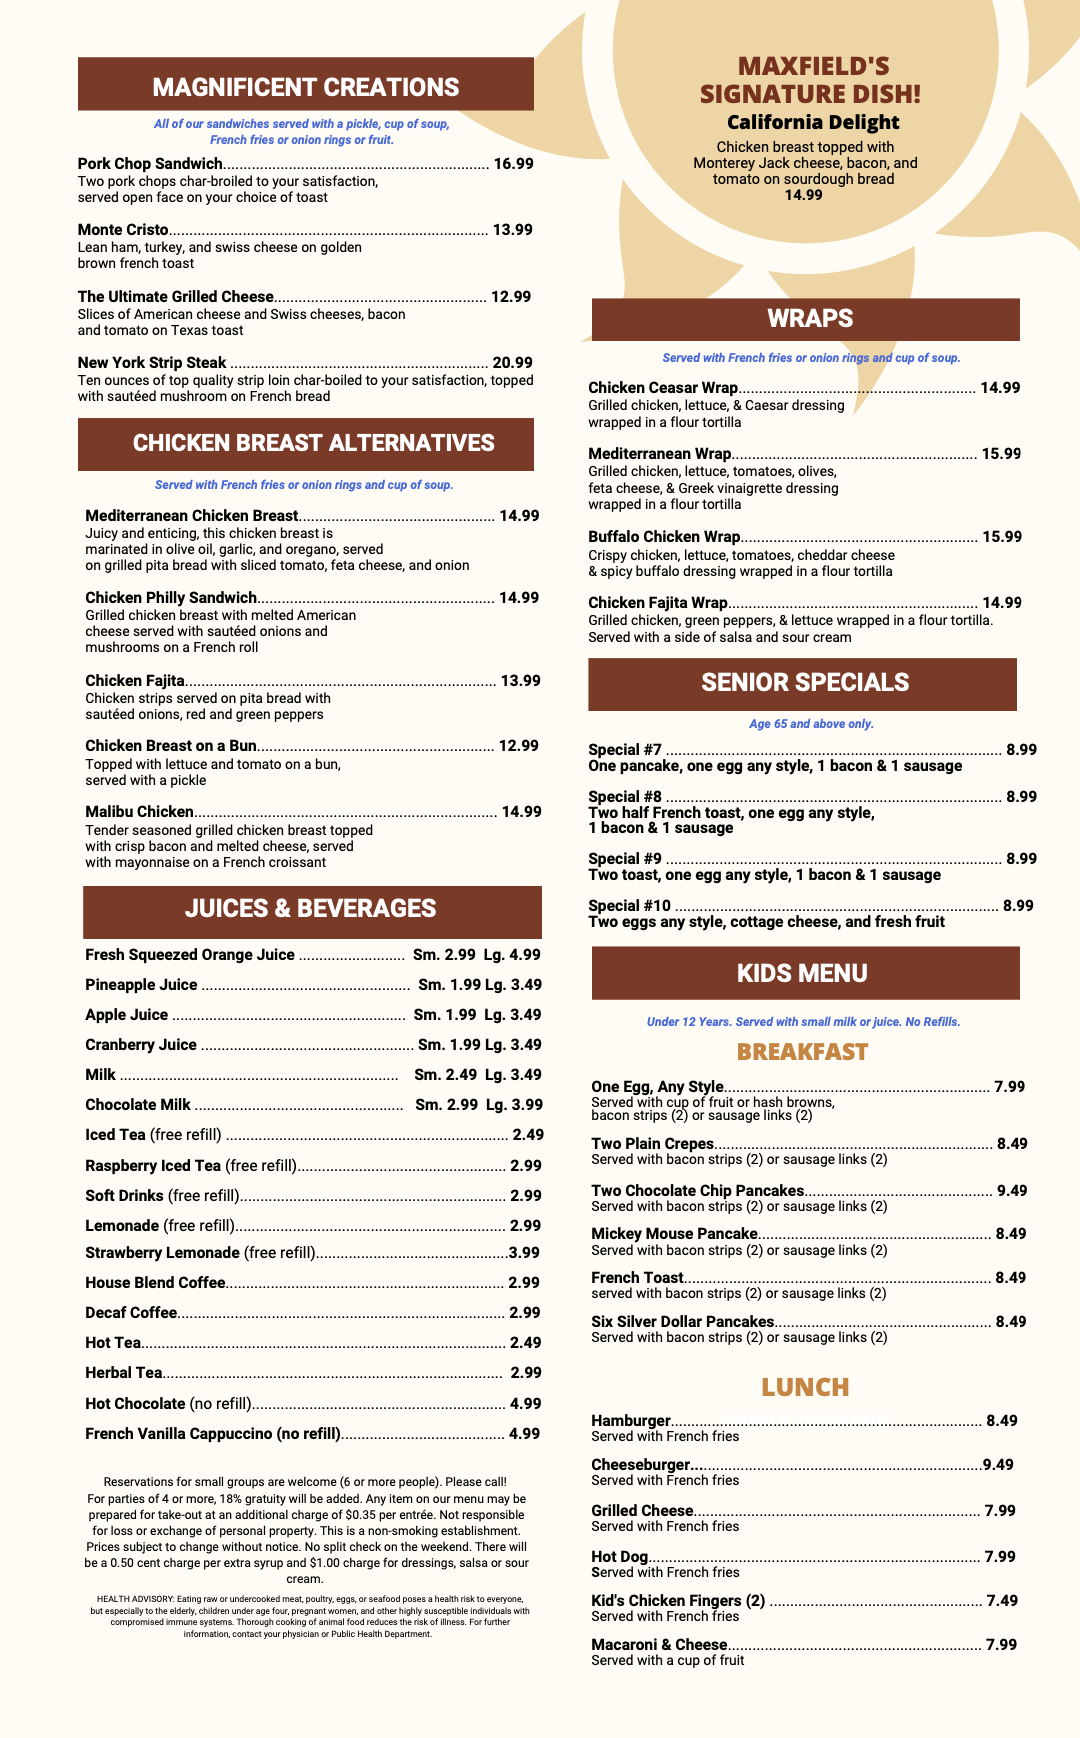 MAGNIFICENT CREATIONS
All of our sandwiches served with a pickle, cup of soup,
French fries or onion rings or fruit.
Pork Chop Sandwich................................................................. 16.99
Two pork chops char-broiled to your satisfaction,
served open face on your choice of toast
Monte Cristo.............................................................................. 13.99
Lean ham, turkey, and swiss cheese on golden
brown french toast
The Ultimate Grilled Cheese.................................................... 12.99
Slices of American cheese and Swiss cheeses, bacon
and tomato on Texas toast
New York Strip Steak ............................................................... 20.99
Ten ounces of top quality strip loin char-boiled to your satisfaction, topped
with sautéed mushroom on French bread
CHICKEN BREAST ALTERNATIVES
Served with French fries or onion rings and cup of soup.
Mediterranean Chicken Breast................................................ 14.99
Juicy and enticing, this chicken breast is
marinated in olive oil, garlic, and oregano, served
on grilled pita bread with sliced tomato, feta cheese, and onion
Chicken Philly Sandwich.......................................................... 14.99
Grilled chicken breast with melted American
cheese served with sautéed onions and
mushrooms on a French roll
Chicken Fajita............................................................................ 13.99
Chicken strips served on pita bread with
sautéed onions, red and green peppers
Chicken Breast on a Bun.......................................................... 12.99
Topped with lettuce and tomato on a bun,
served with a pickle
Malibu Chicken.......................................................................... 14.99
Tender seasoned grilled chicken breast topped
with crisp bacon and melted cheese, served
with mayonnaise on a French croissant
JUICES & BEVERAGES
Fresh Squeezed Orange Juice .......................... Sm. 2.99 Lg. 4.99
Pineapple Juice ................................................... Sm. 1.99 Lg. 3.49
Apple Juice ......................................................... Sm. 1.99 Lg. 3.49
Cranberry Juice .................................................... Sm. 1.99 Lg. 3.49
Milk .................................................................... Sm. 2.49 Lg. 3.49
Chocolate Milk ................................................... Sm. 2.99 Lg. 3.99
Iced Tea (free refill) ..................................................................... 2.49
Raspberry Iced Tea (free refill)................................................... 2.99
Soft Drinks (free refill)................................................................. 2.99
Lemonade (free refill).................................................................. 2.99
Strawberry Lemonade (free refill)...............................................3.99
House Blend Coffee.................................................................... 2.99
Decaf Coffee................................................................................ 2.99
Hot Tea......................................................................................... 2.49
Herbal Tea................................................................................... 2.99
Hot Chocolate (no refill).............................................................. 4.99
French Vanilla Cappuccino (no refill)........................................ 4.99
Reservations for small groups are welcome (6 or more people). Please call!
For parties of 4 or more, 18% gratuity will be added. Any item on our menu may be
prepared for take-out at an additional charge of $0.35 per entrée. Not responsible
for loss or exchange of personal property. This is a non-smoking establishment.
Prices subject to change without notice. No split check on the weekend. There will
be a 0.50 cent charge per extra syrup and $1.00 charge for dressings, salsa or sour
cream.
HEALTH ADVISORY: Eating raw or undercooked meat, poultry, eggs, or seafood poses a health risk to everyone,
but especially to the elderly, children under age four, pregnant women, and other highly susceptible individuals with
compromised immune systems. Thorough cooking of animal food reduces the risk of illness. For further
information, contact your physician or Public Health Department.
MAXFIELD'S
SIGNATURE DISH!
California Delight
Chicken breast topped with
Monterey Jack cheese, bacon, and
tomato on sourdough bread
14.99
WRAPS
Served with French fries or onion rings and cup of soup.
Chicken Ceasar Wrap.......................................................... 14.99
Grilled chicken, lettuce, & Caesar dressing
wrapped in a flour tortilla
Mediterranean Wrap............................................................ 15.99
Grilled chicken, lettuce, tomatoes, olives,
feta cheese, & Greek vinaigrette dressing
wrapped in a flour tortilla
Buffalo Chicken Wrap.......................................................... 15.99
Crispy chicken, lettuce, tomatoes, cheddar cheese
& spicy buffalo dressing wrapped in a flour tortilla
Chicken Fajita Wrap............................................................. 14.99
Grilled chicken, green peppers, & lettuce wrapped in a flour tortilla.
Served with a side of salsa and sour cream
SENIOR SPECIALS
Age 65 and above only.
Special #7 .................................................................................. 8.99
One pancake, one egg any style, 1 bacon & 1 sausage
Special #8 .................................................................................. 8.99
Two half French toast, one egg any style,
1 bacon & 1 sausage
Special #9 .................................................................................. 8.99
Two toast, one egg any style, 1 bacon & 1 sausage
Special #10 ............................................................................... 8.99
Two eggs any style, cottage cheese, and fresh fruit
KIDS MENU
Under 12 Years. Served with small milk or juice. No Refills.
BREAKFAST
One Egg, Any Style................................................................. 7.99
Served with cup of fruit or hash browns,
bacon strips (2) or sausage links (2)
Two Plain Crepes.................................................................... 8.49
Served with bacon strips (2) or sausage links (2)
Two Chocolate Chip Pancakes.............................................. 9.49
Served with bacon strips (2) or sausage links (2)
Mickey Mouse Pancake......................................................... 8.49
Served with bacon strips (2) or sausage links (2)
French Toast........................................................................... 8.49
served with bacon strips (2) or sausage links (2)
Six Silver Dollar Pancakes..................................................... 8.49
Served with bacon strips (2) or sausage links (2)
LUNCH
Hamburger............................................................................ 8.49
Served with French fries
Cheeseburger.......................................................................9.49
Served with French fries
Grilled Cheese...................................................................... 7.99
Served with French fries
Hot Dog................................................................................. 7.99
Served with French fries
Kid's Chicken Fingers (2) .................................................... 7.49
Served with French fries
Macaroni & Cheese.............................................................. 7.99
Served with a cup of fruit